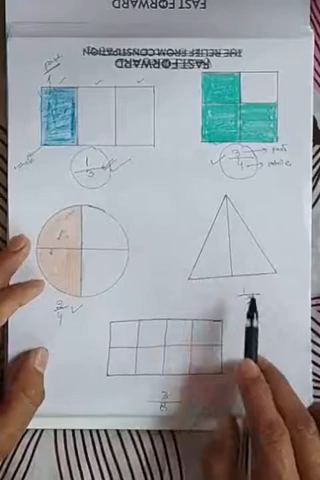 FAST FORWARD
THE RELIEF FROM CONSTIPATION
FAST FORWARD
part
1
3
3 → part
4 → whole
2
4
1
3
8